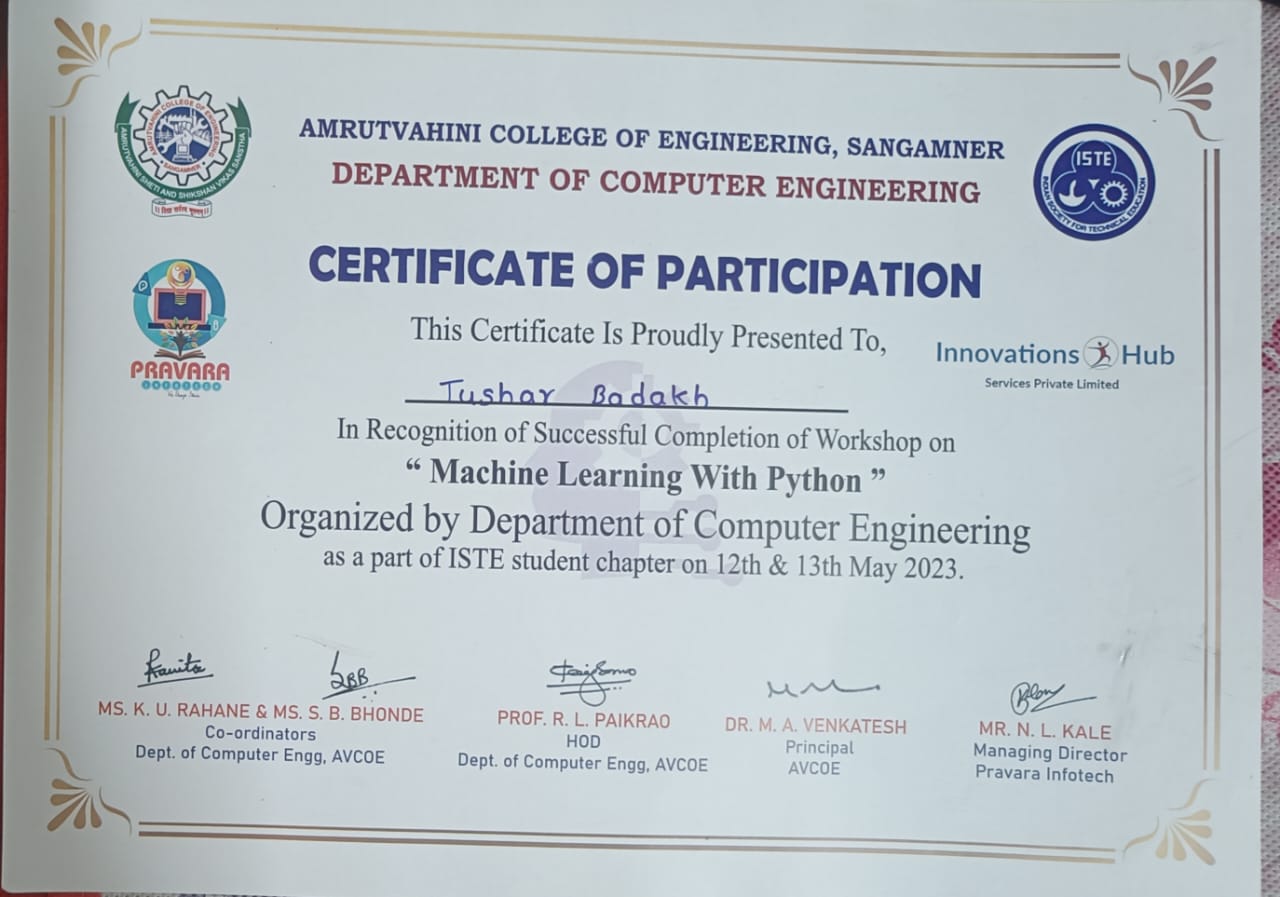 AMRUTVAHINI COLLEGE OF ENGINEERING
SANGAMNER
AMRUTVAHINI SHETI AND SHIKSHAN VIKAS SANSTHA
AMRUTVAHINI COLLEGE OF ENGINEERING, SANGAMNER
DEPARTMENT OF COMPUTER ENGINEERING
ISTE
INDIAN SOCIETY FOR TECHNICAL EDUCATION
CERTIFICATE OF PARTICIPATION
PRAVARA
INFOTECH
This Certificate Is Proudly Presented To,
Innovations Hub
Services Private Limited
Tushar Badakh
In Recognition of Successful Completion of Workshop on
“ Machine Learning With Python ”
Organized by Department of Computer Engineering
as a part of ISTE student chapter on 12th & 13th May 2023.
MS. K. U. RAHANE & MS. S. B. BHONDE
Co-ordinators
Dept. of Computer Engg, AVCOE
PROF. R. L. PAIKRAO
HOD
Dept. of Computer Engg, AVCOE
DR. M. A. VENKATESH
Principal
AVCOE
MR. N. L. KALE
Managing Director
Pravara Infotech